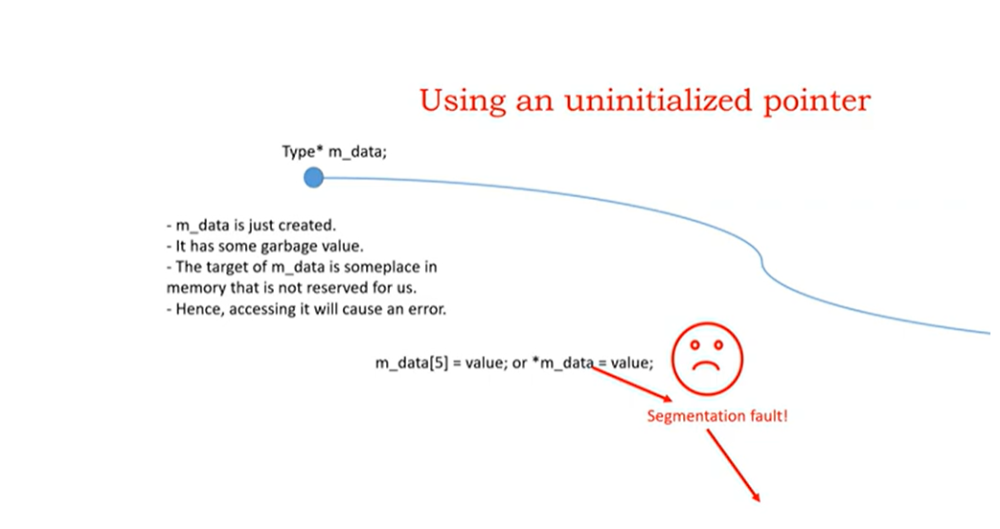 Using an uninitialized pointer
Type* m_data;
- m_data is just created.
- It has some garbage value.
- The target of m_data is someplace in
memory that is not reserved for us.
- Hence, accessing it will cause an error.
m_data[5] = value; or *m_data = value;
Segmentation fault!